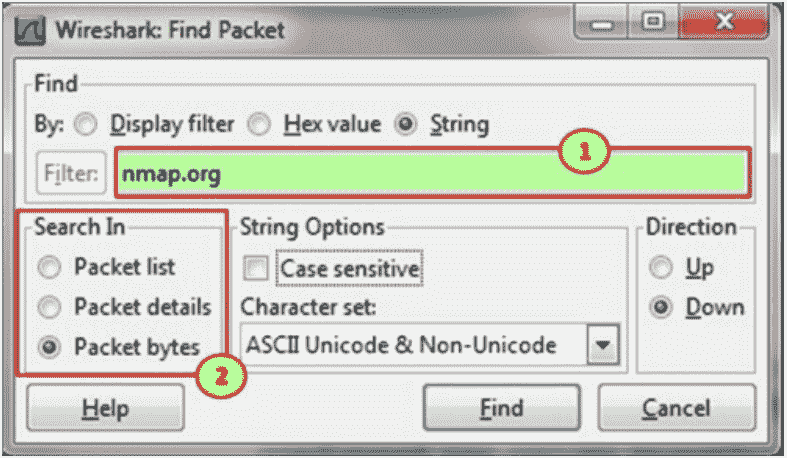 Wireshark: Find Packet
Find
By: Display filter Hex value String
1
Filter: nmap.org
Search In String Options Direction
Packet list Case sensitive Up
Packet details Character set: Down
Packet bytes ASCII Unicode & Non-Unicode
2
Help Find Cancel